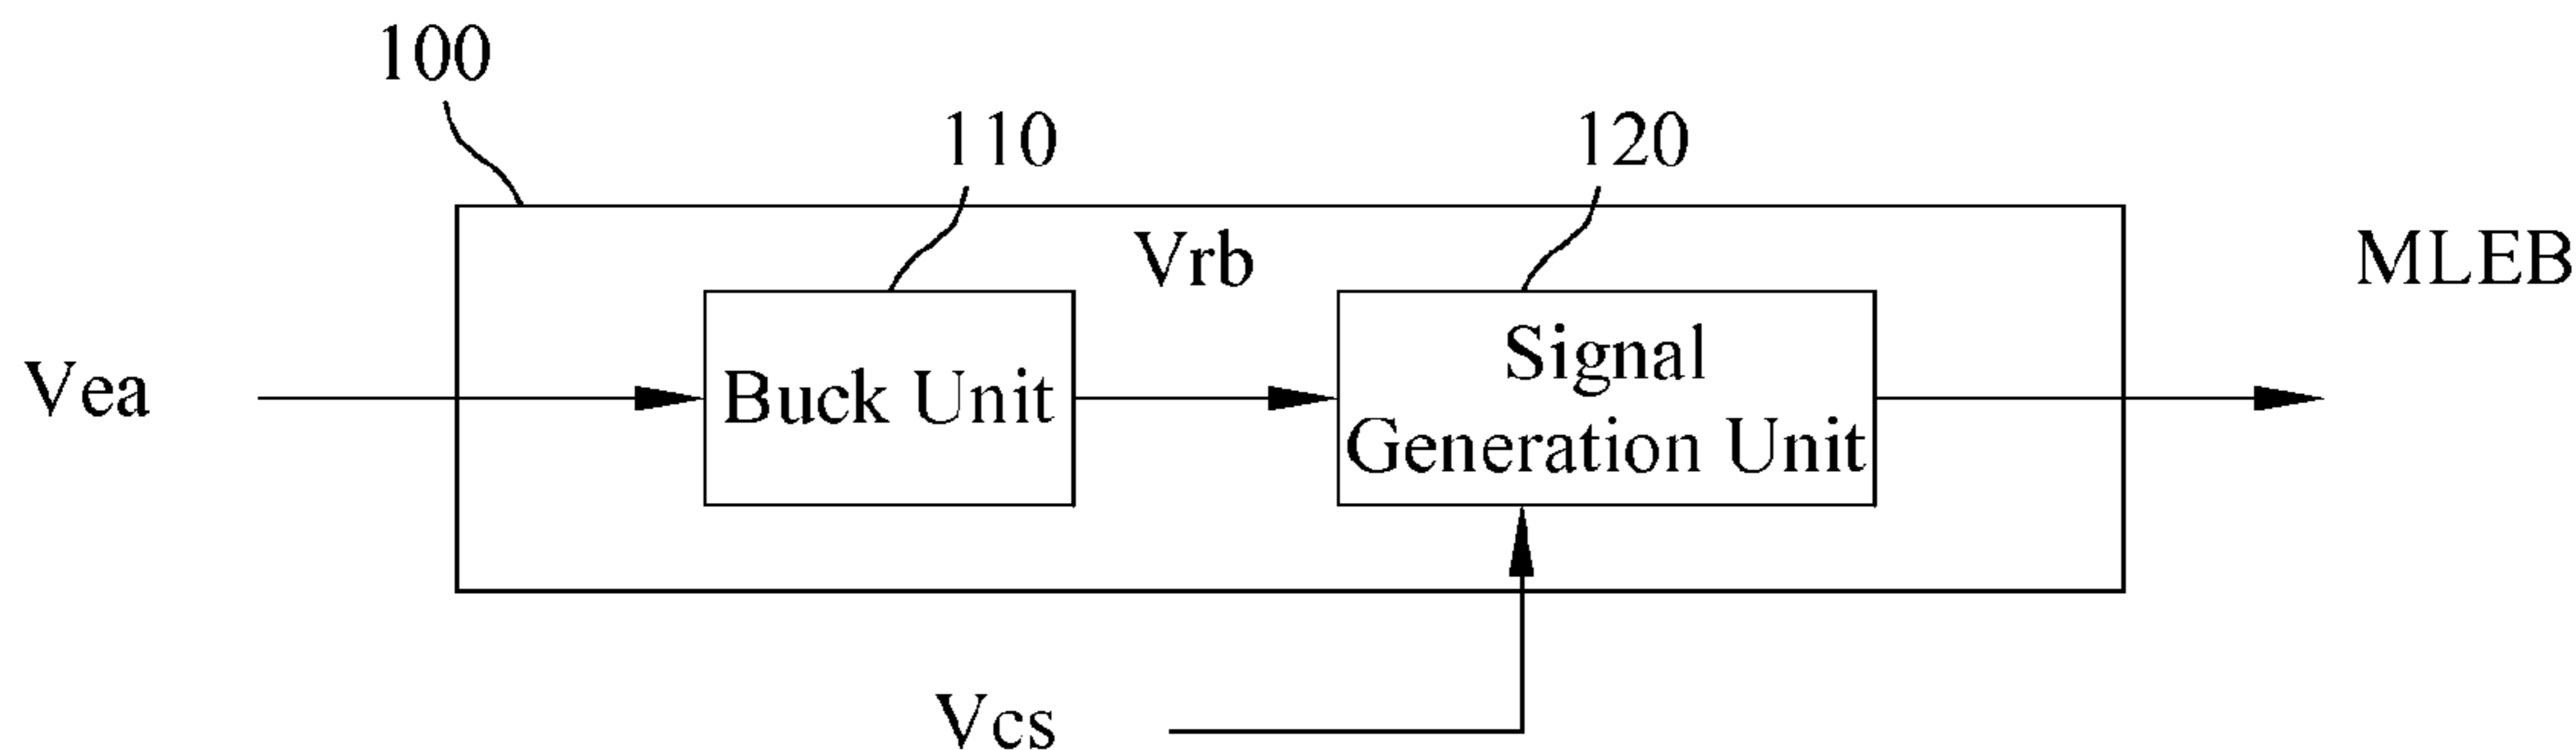 100
110
120
Vrb
MLEB
Vea
Buck Unit
Signal
Generation Unit
Vcs